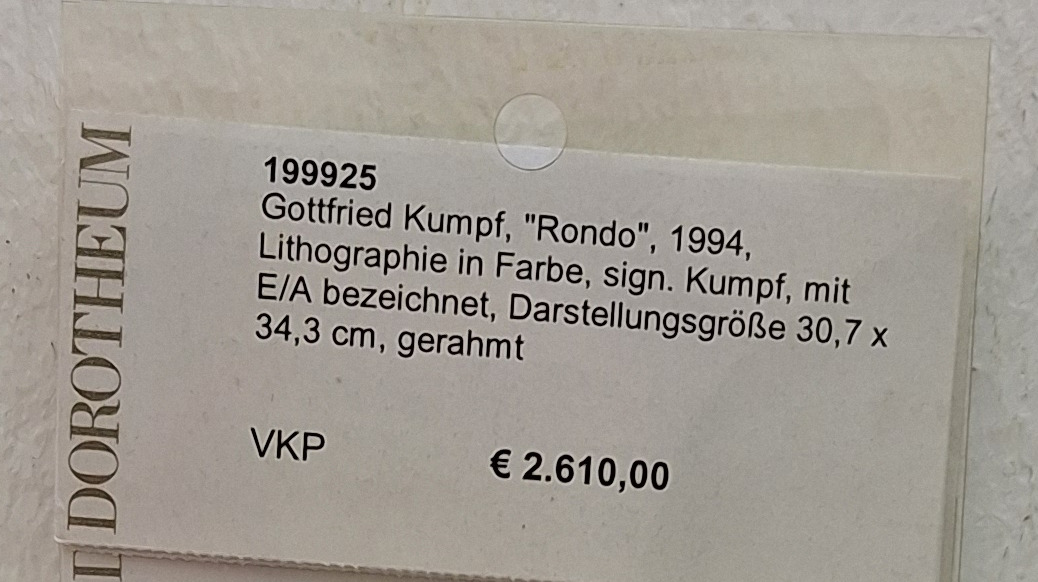 DOROTHEUM
199925
Gottfried Kumpf, "Rondo", 1994,
Lithographie in Farbe, sign. Kumpf, mit
E/A bezeichnet, Darstellungsgröße 30,7 x
34,3 cm, gerahmt
VKP € 2.610,00